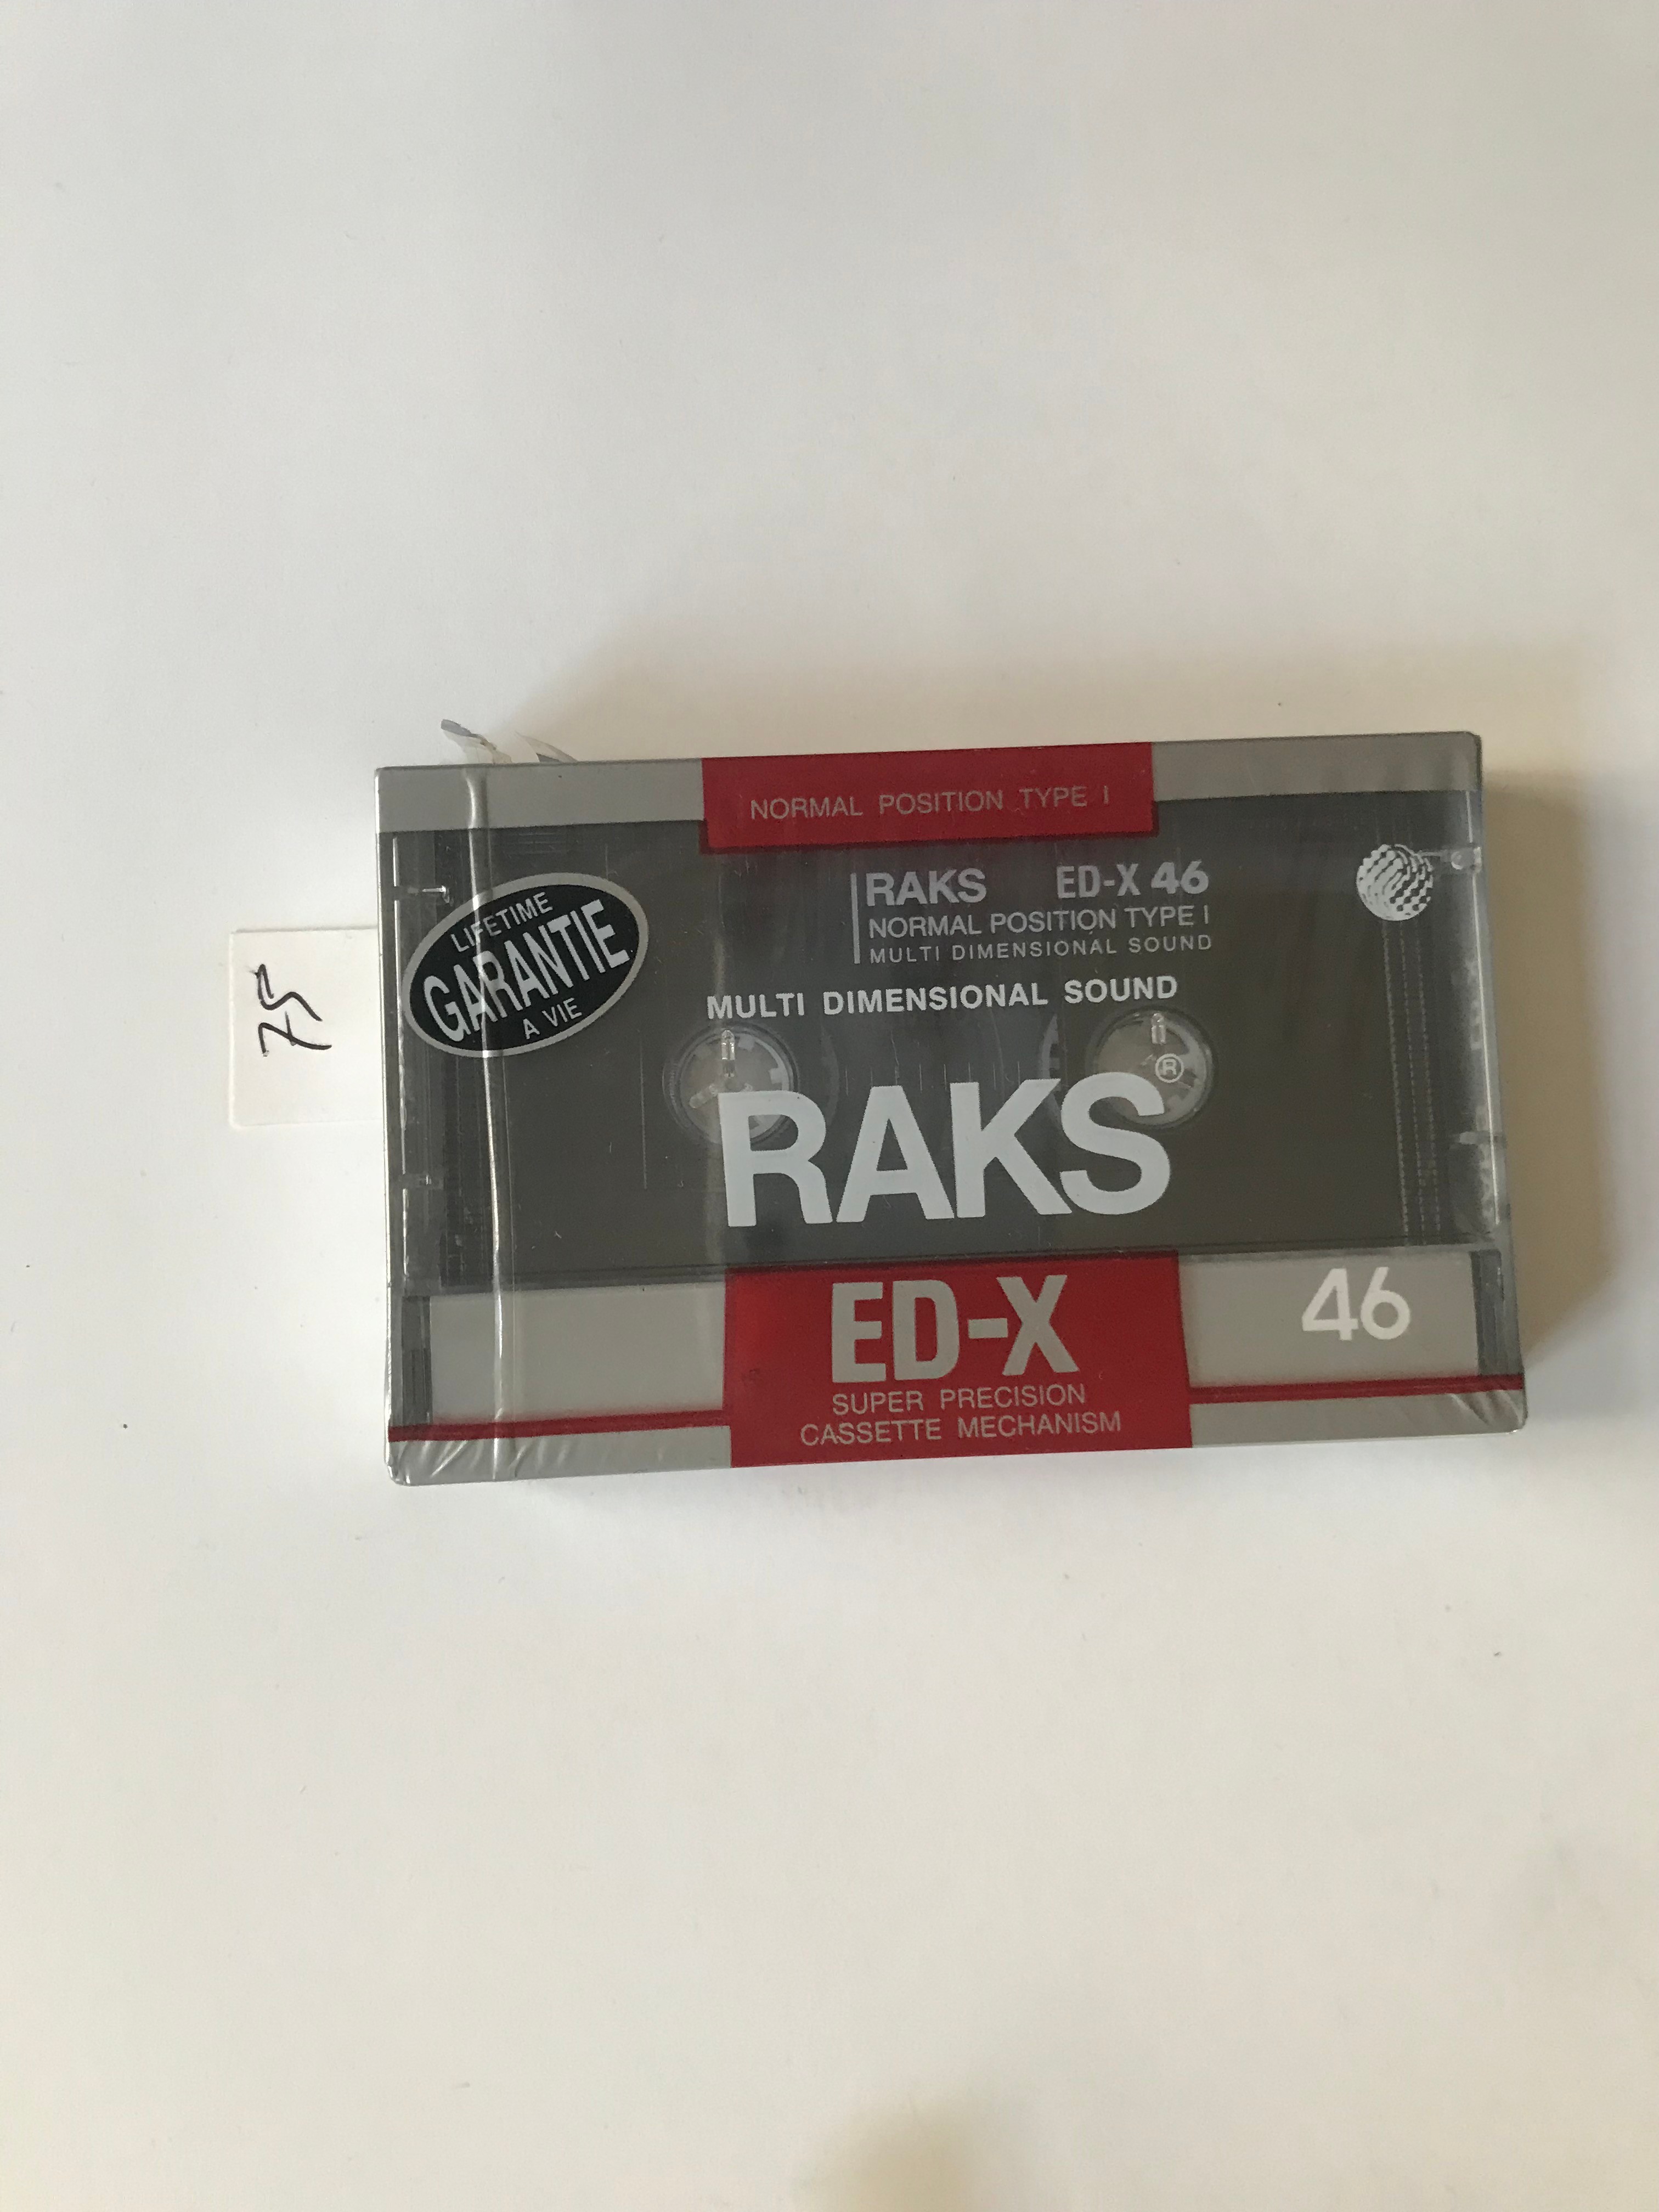 NORMAL POSITION TYPE I
RAKS ED-X 46
NORMAL POSITION TYPE I
MULTI DIMENSIONAL SOUND
LIFETIME
GARANTIE
A VIE
MULTI DIMENSIONAL SOUND
RAKS®
ED-X
46
SUPER PRECISION
CASSETTE MECHANISM
75